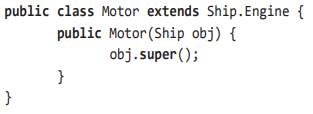 public class Motor extends Ship.Engine {
public Motor(Ship obj) {
obj.super();
}
}